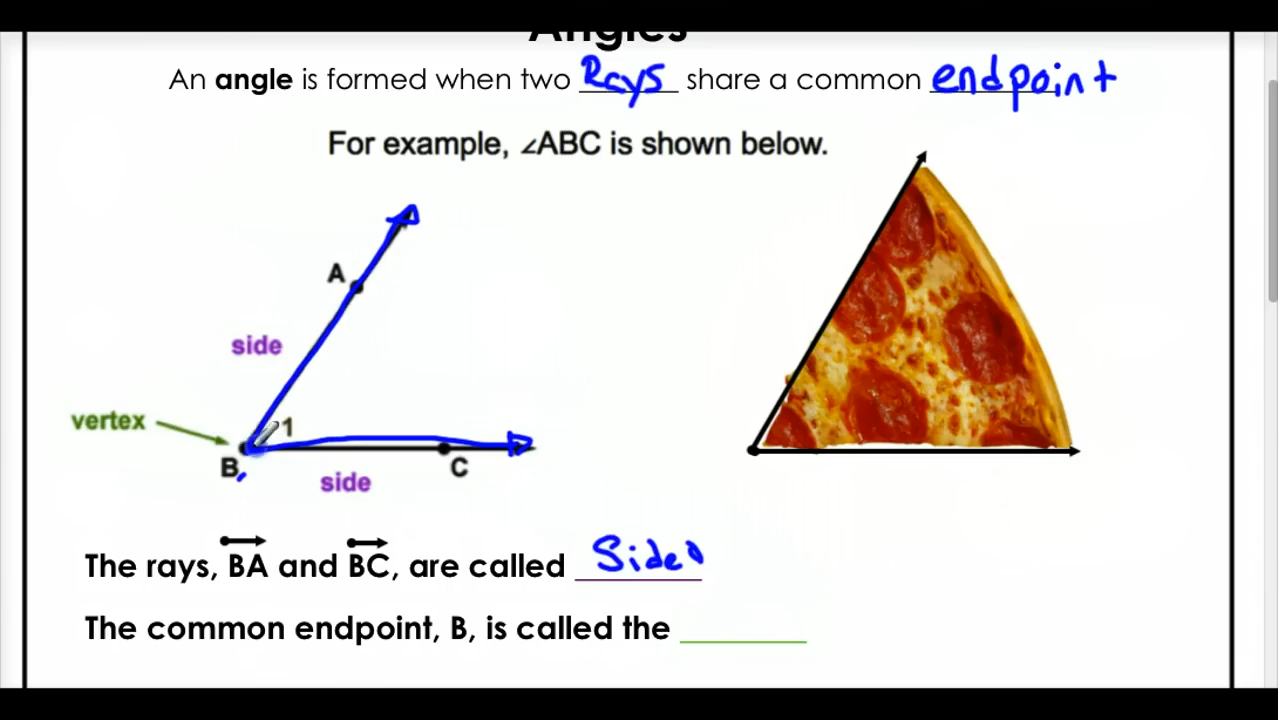 Angles
An angle is formed when two Rays share a common endpoint
For example, ∠ABC is shown below.
A
side
vertex
1
B
C
side
The rays, BA and BC, are called Sides
The common endpoint, B, is called the